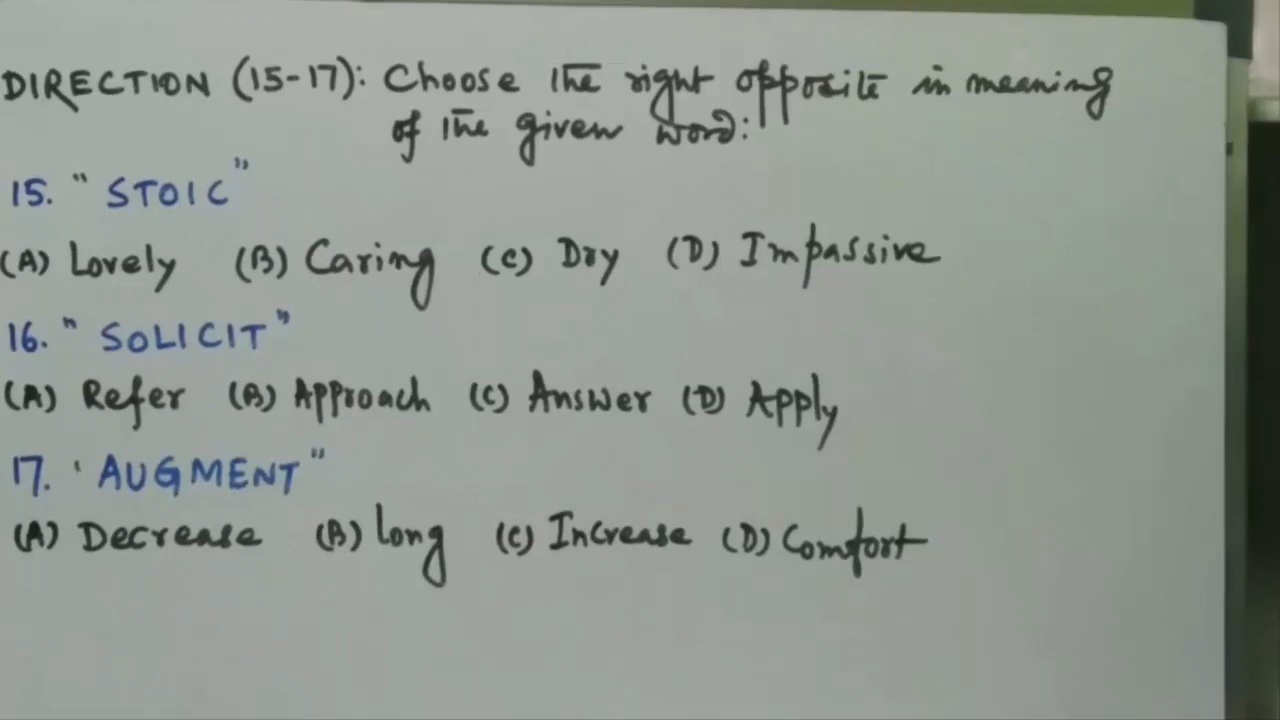 DIRECTION (15-17): Choose the right opposite in meaning
of the given word:
15. "STOIC"
(A) Lovely (B) Caring (C) Dry (D) Impassive
16. "SOLICIT"
(A) Refer (B) Approach (C) Answer (D) Apply
17. 'AUGMENT"
(A) Decrease (B) long (C) Increase (D) Comfort